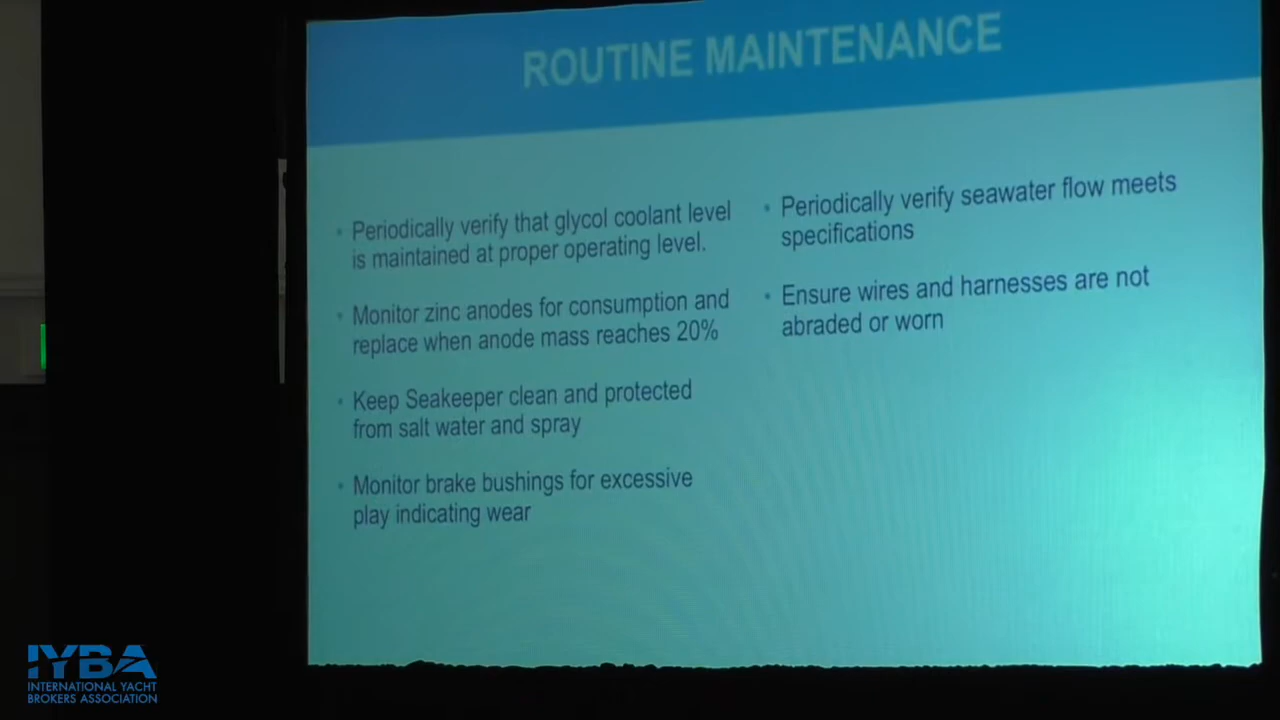 ROUTINE MAINTENANCE
• Periodically verify that glycol coolant level
is maintained at proper operating level.
• Monitor zinc anodes for consumption and
replace when anode mass reaches 20%
• Keep Seakeeper clean and protected
from salt water and spray
• Monitor brake bushings for excessive
play indicating wear
• Periodically verify seawater flow meets
specifications
• Ensure wires and harnesses are not
abraded or worn
IYBA
INTERNATIONAL YACHT
BROKERS ASSOCIATION